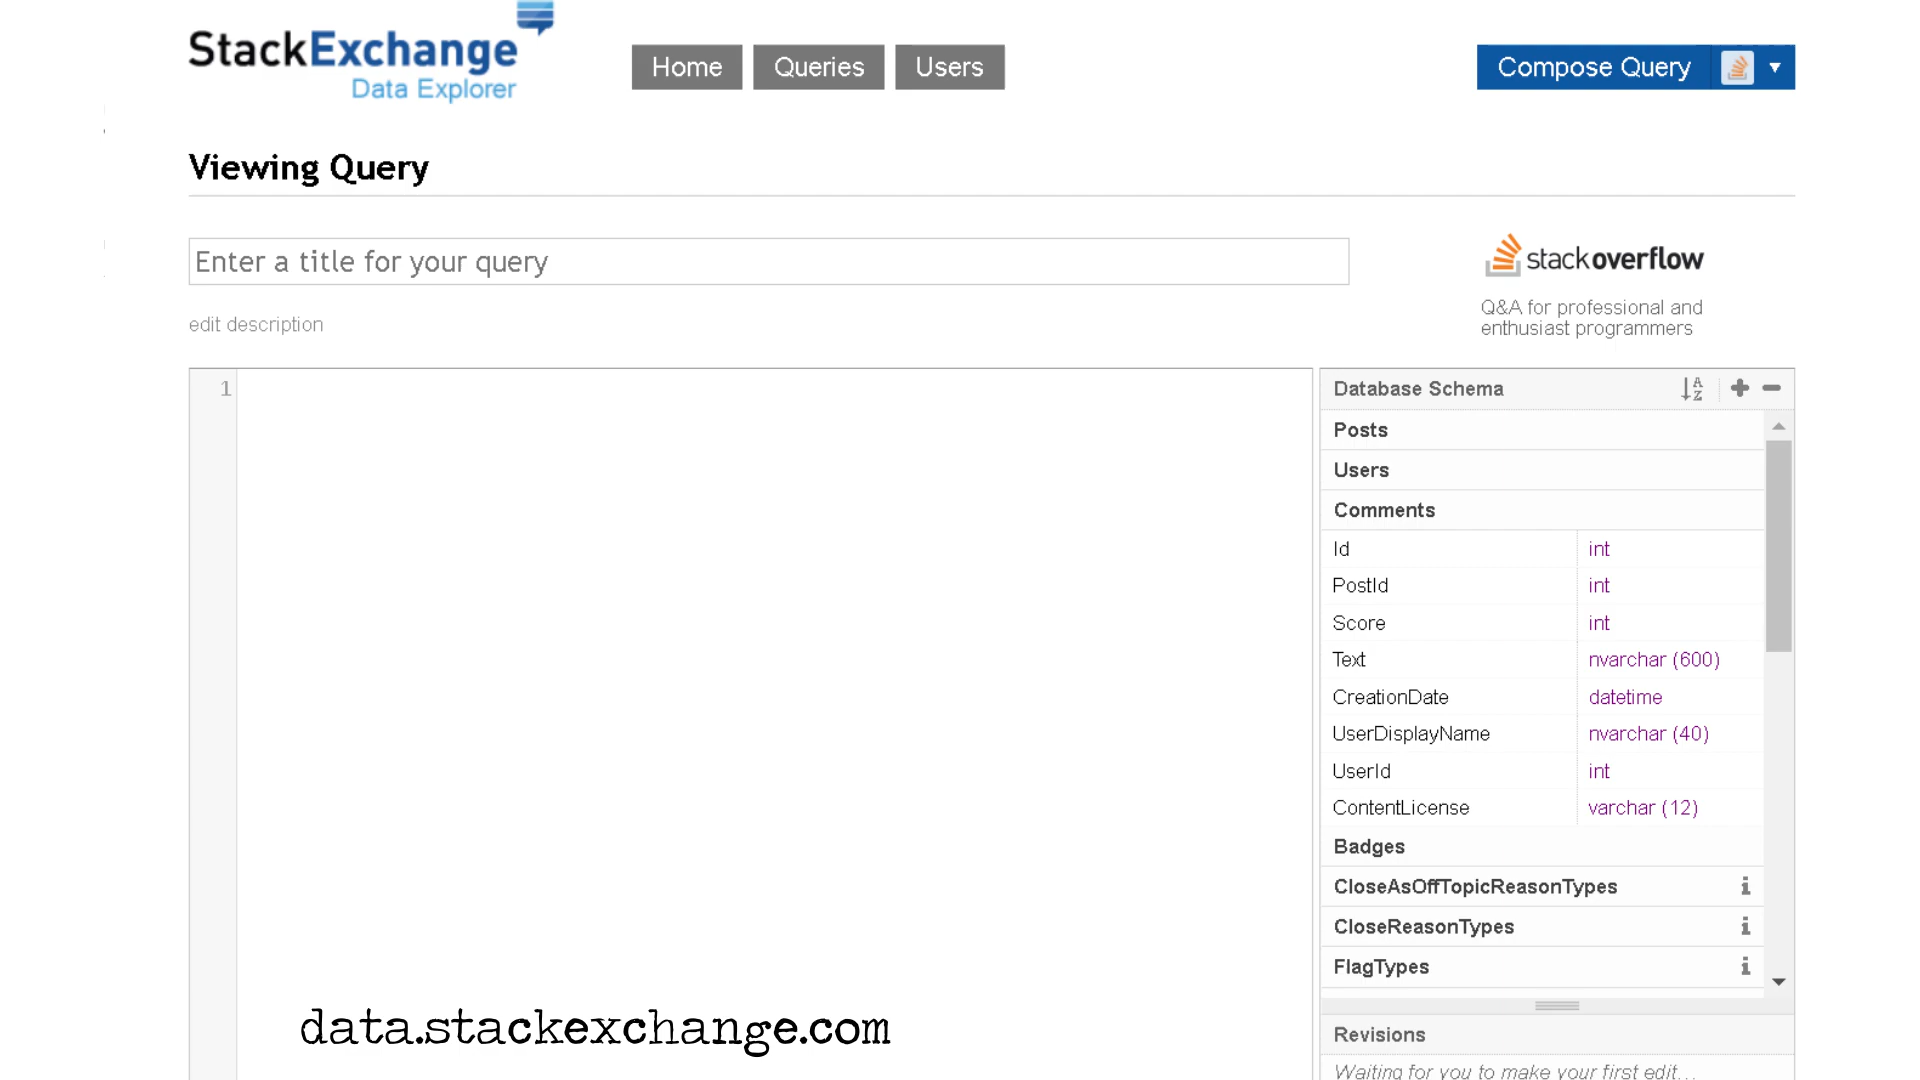 StackExchange
Data Explorer
Home Queries Users
Compose Query
Viewing Query
Enter a title for your query
stackoverflow
Q&A for professional and
enthusiast programmers
edit description
1
Database Schema
Posts
Users
Comments
Id int
PostId int
Score int
Text nvarchar (600)
CreationDate datetime
UserDisplayName nvarchar (40)
UserId int
ContentLicense varchar (12)
Badges
CloseAsOffTopicReasonTypes
CloseReasonTypes
FlagTypes
Revisions
Waiting for you to make your first edit...
data.stackexchange.com